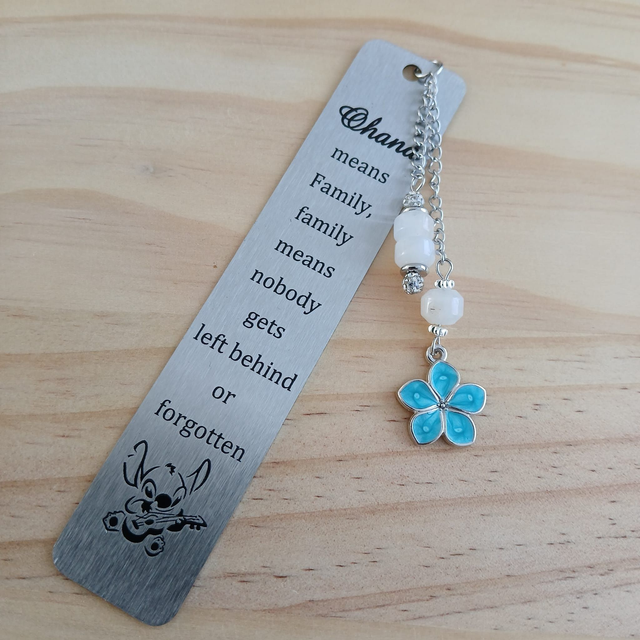 Ohana
means
Family,
family
means
nobody
gets
left behind
or
forgotten